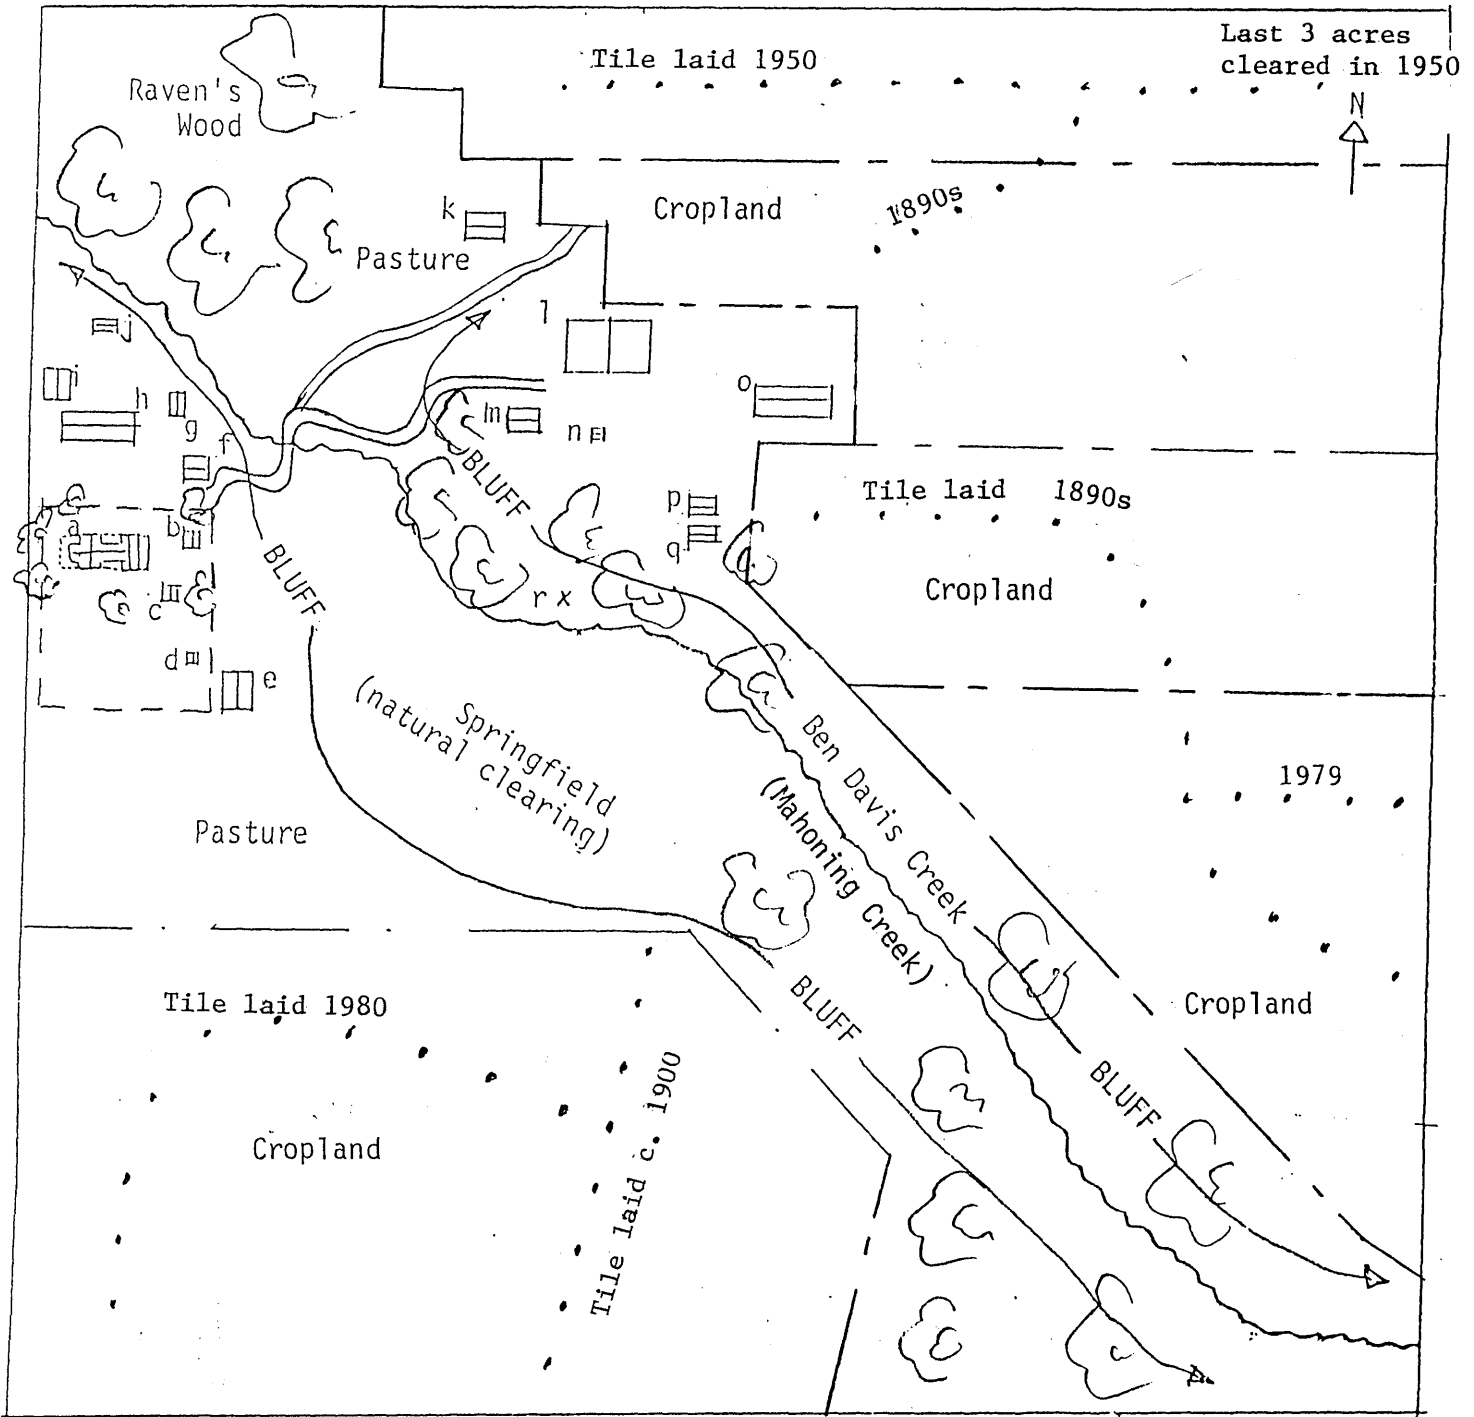 Last 3 acres
cleared in 1950
Tile laid 1950
N
Raven's
Wood
Cropland
1890s
k
Pasture
l
j
i
h
g
f
o
m
n
BLUFF
Tile laid 1890s
p
q
a
b
c
d
e
BLUFF
r x
Cropland
Springfield
(natural clearing)
Ben Davis Creek
(Mahoning Creek)
1979
Pasture
Tile laid 1980
BLUFF
Cropland
BLUFF
Tile laid c. 1900
Cropland